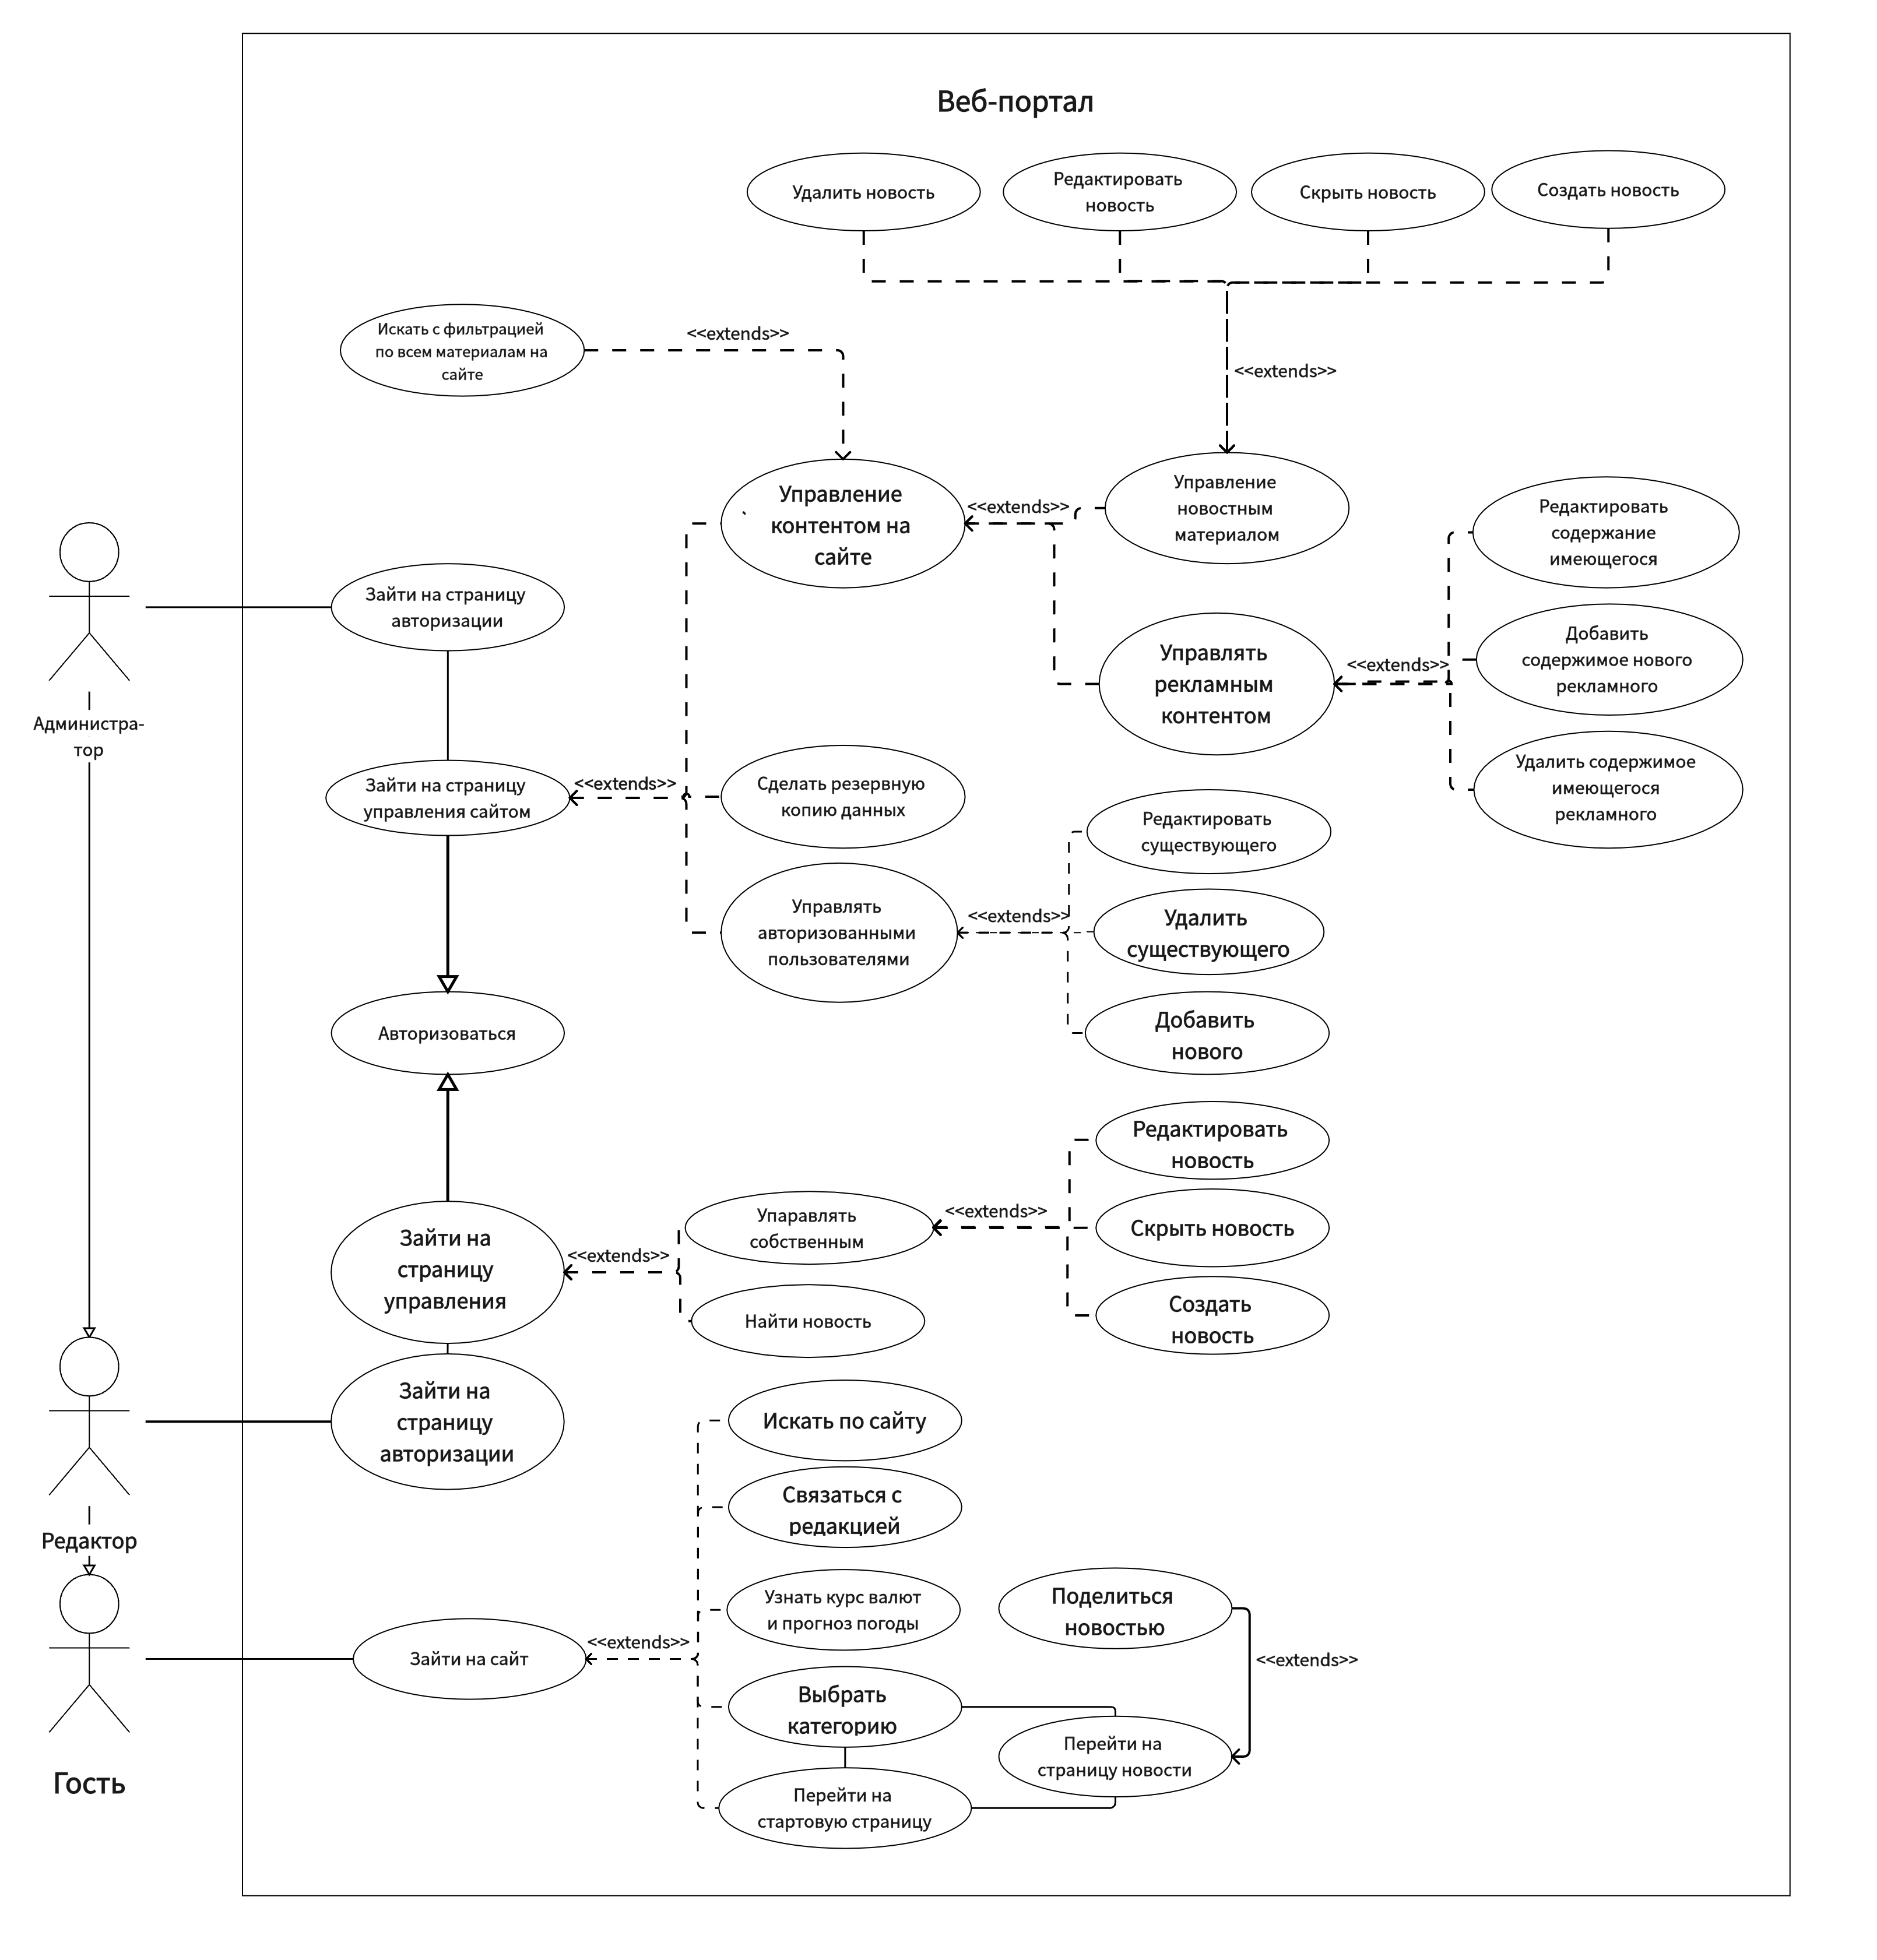 Веб-портал
Удалить новость
Редактировать
новость
Скрыть новость
Создать новость
Искать с фильтрацией
по всем материалам на
сайте
<<extends>>
<<extends>>
Управление
контентом на
сайте
<<extends>>
Управление
новостным
материалом
Редактировать
содержание
имеющегося
Зайти на страницу
авторизации
Управлять
рекламным
контентом
<<extends>>
Добавить
содержимое нового
рекламного
Администра-
тор
Зайти на страницу
управления сайтом
<<extends>>
Сделать резервную
копию данных
Удалить содержимое
имеющегося
рекламного
Редактировать
существующего
Управлять
авторизованными
пользователями
<<extends>>
Удалить
существующего
Авторизоваться
Добавить
нового
Редактировать
новость
Зайти на
страницу
управления
<<extends>>
Упаравлять
собственным
<<extends>>
Скрыть новость
Найти новость
Создать
новость
Зайти на
страницу
авторизации
Искать по сайту
Связаться с
редакцией
Редактор
Узнать курс валют
и прогноз погоды
Поделиться
новостью
Зайти на сайт
<<extends>>
<<extends>>
Выбрать
категорию
Перейти на
страницу новости
Гость
Перейти на
стартовую страницу